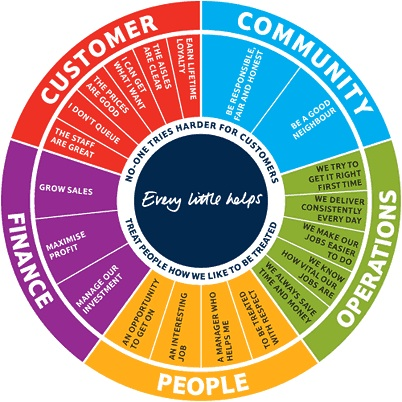 CUSTOMER
EARN LIFETIME
LOYALTY
THE AISLES
ARE CLEAR
I CAN GET
WHAT I WANT
THE PRICES
ARE GOOD
I DON'T QUEUE
THE STAFF
ARE GREAT
COMMUNITY
BE RESPONSIBLE,
FAIR AND HONEST
BE A GOOD
NEIGHBOUR
OPERATIONS
WE TRY TO
GET IT RIGHT
FIRST TIME
WE DELIVER
CONSISTENTLY
EVERY DAY
WE MAKE OUR
JOBS EASIER
TO DO
WE KNOW
HOW VITAL OUR
JOBS ARE
WE ALWAYS SAVE
TIME AND MONEY
PEOPLE
TO BE TREATED
WITH RESPECT
A MANAGER WHO
HELPS ME
AN INTERESTING
JOB
AN OPPORTUNITY
TO GET ON
FINANCE
MANAGE OUR
INVESTMENT
MAXIMISE
PROFIT
GROW SALES
NO-ONE TRIES HARDER FOR CUSTOMERS
Every little helps
TREAT PEOPLE HOW WE LIKE TO BE TREATED